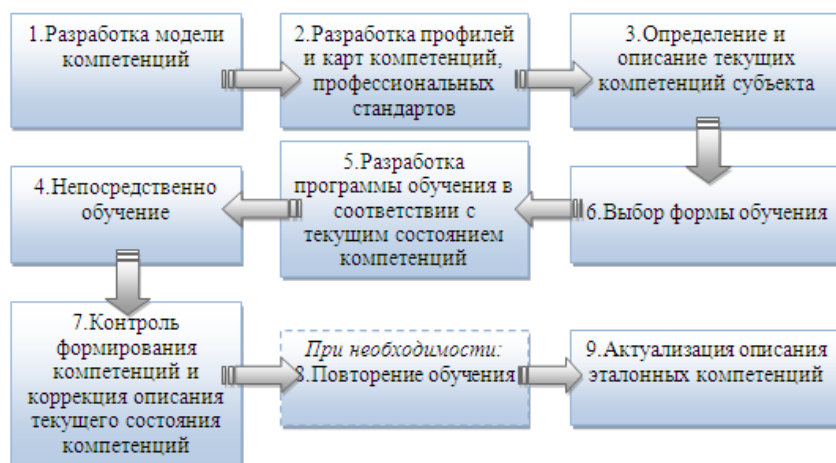 1.Разработка модели
компетенций
2.Разработка профилей
и карт компетенций,
профессиональных
стандартов
3.Определение и
описание текущих
компетенций субъекта
4.Непосредственно
обучение
5.Разработка
программы обучения в
соответствии с
текущим состоянием
компетенций
6.Выбор формы обучения
7.Контроль
формирования
компетенций и
коррекция описания
текущего состояния
компетенций
При необходимости:
8.Повторение обучения
9.Актуализация описания
эталонных компетенций